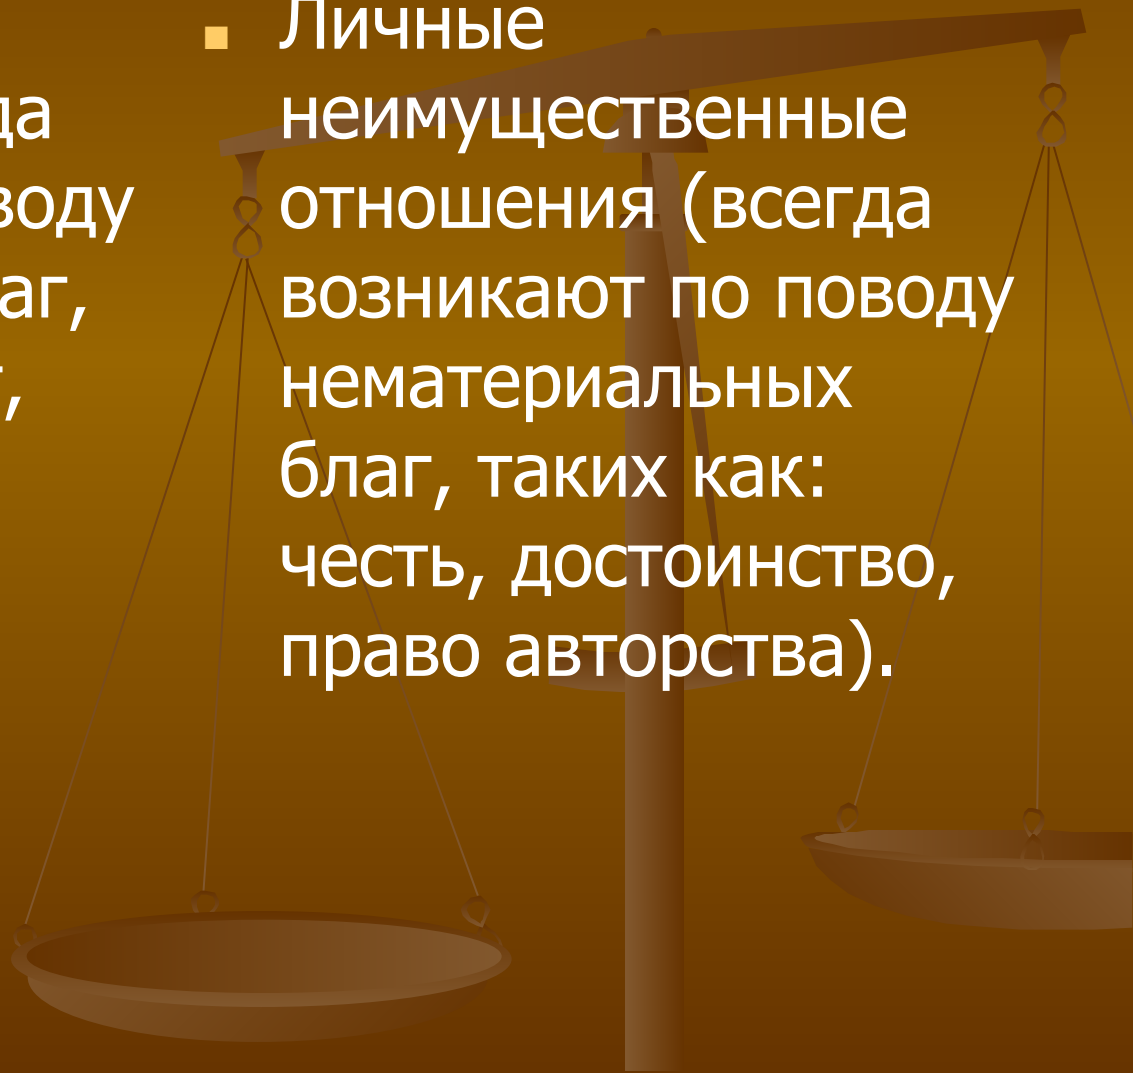 Личные
неимущественные
отношения (всегда
возникают по поводу
нематериальных
благ, таких как:
честь, достоинство,
право авторства).